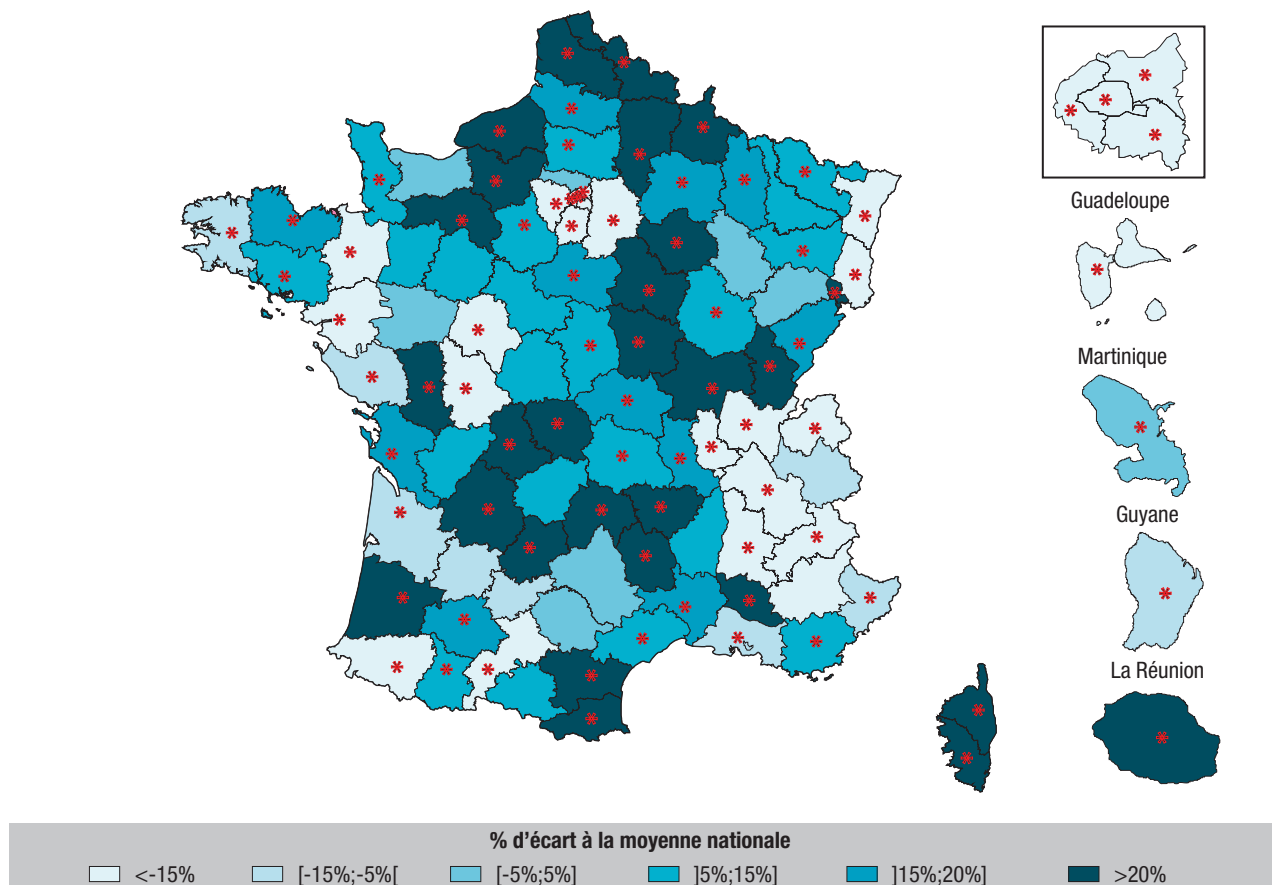 Guadeloupe
Martinique
Guyane
La Réunion
% d'écart à la moyenne nationale
<-15% [-15%;-5%[ [-5%;5%] ]5%;15%] ]15%;20%] >20%